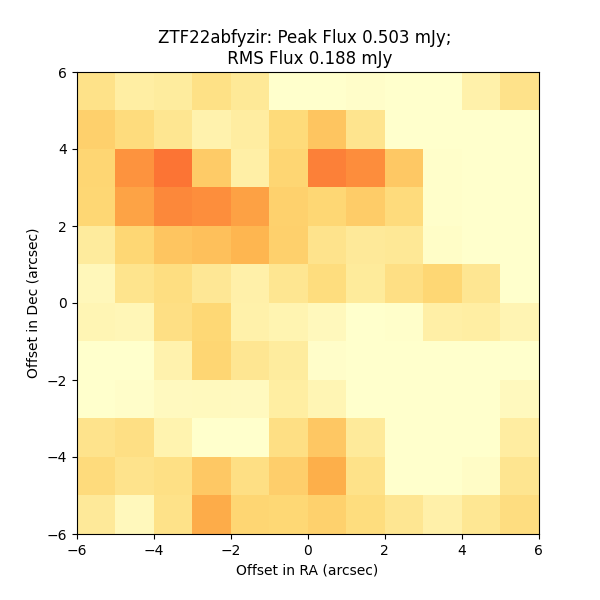 ZTF22abfyzir: Peak Flux 0.503 mJy;
RMS Flux 0.188 mJy
6
4
2
0
−2
−4
−6
Offset in Dec (arcsec)
−6 −4 −2 0 2 4 6
Offset in RA (arcsec)